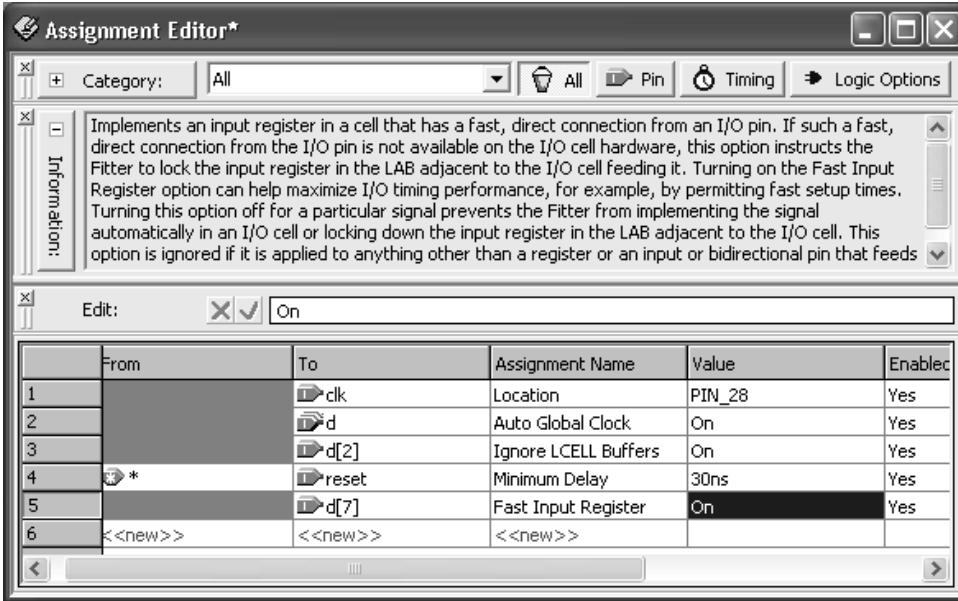 Assignment Editor*
Category: All All Pin Timing Logic Options
Information:
Implements an input register in a cell that has a fast, direct connection from an I/O pin. If such a fast,
direct connection from the I/O pin is not available on the I/O cell hardware, this option instructs the
Fitter to lock the input register in the LAB adjacent to the I/O cell feeding it. Turning on the Fast Input
Register option can help maximize I/O timing performance, for example, by permitting fast setup times.
Turning this option off for a particular signal prevents the Fitter from implementing the signal
automatically in an I/O cell or locking down the input register in the LAB adjacent to the I/O cell. This
option is ignored if it is applied to anything other than a register or an input or bidirectional pin that feeds
Edit: On
From To Assignment Name Value Enabled
1 clk Location PIN_28 Yes
2 d Auto Global Clock On Yes
3 d[2] Ignore LCELL Buffers On Yes
4 * reset Minimum Delay 30ns Yes
5 d[7] Fast Input Register On Yes
6 <<new>> <<new>> <<new>>